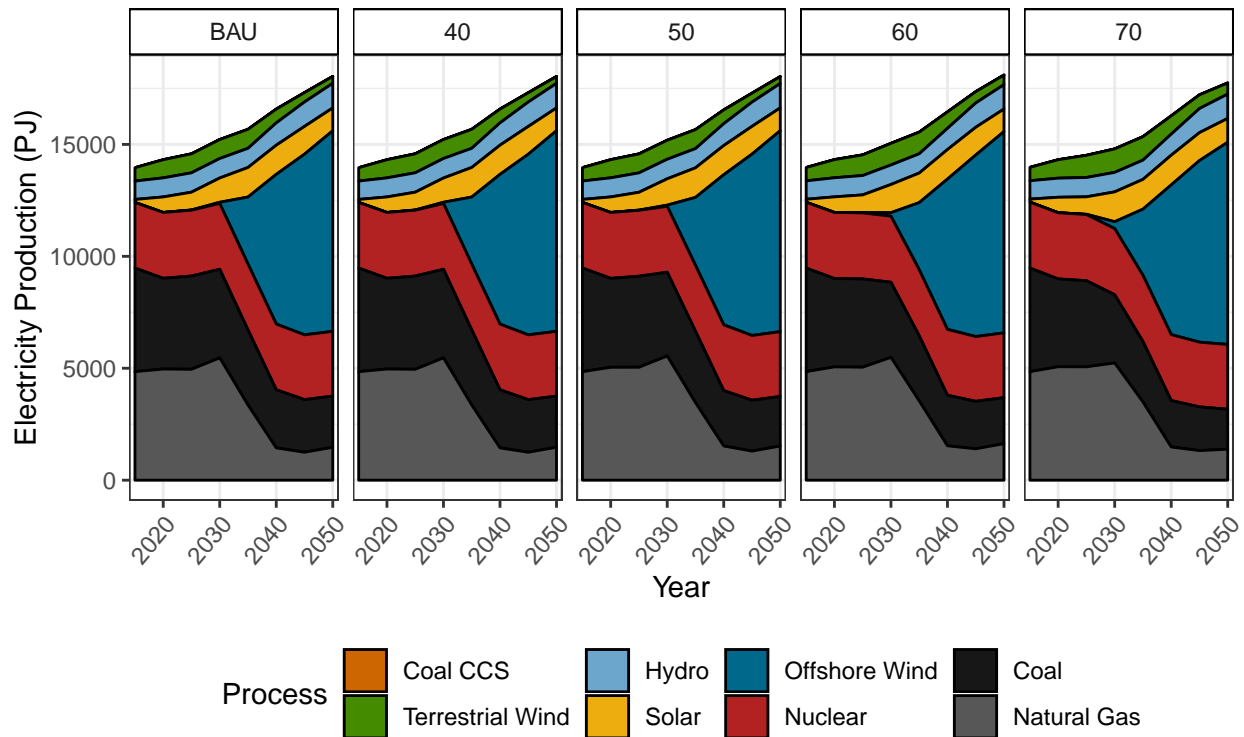 BAU 40 50 60 70
Electricity Production (PJ)
15000
10000
5000
0
2020 2030 2040 2050 2020 2030 2040 2050 2020 2030 2040 2050 2020 2030 2040 2050 2020 2030 2040 2050
Year
Process
Coal CCS Hydro Offshore Wind Coal
Terrestrial Wind Solar Nuclear Natural Gas